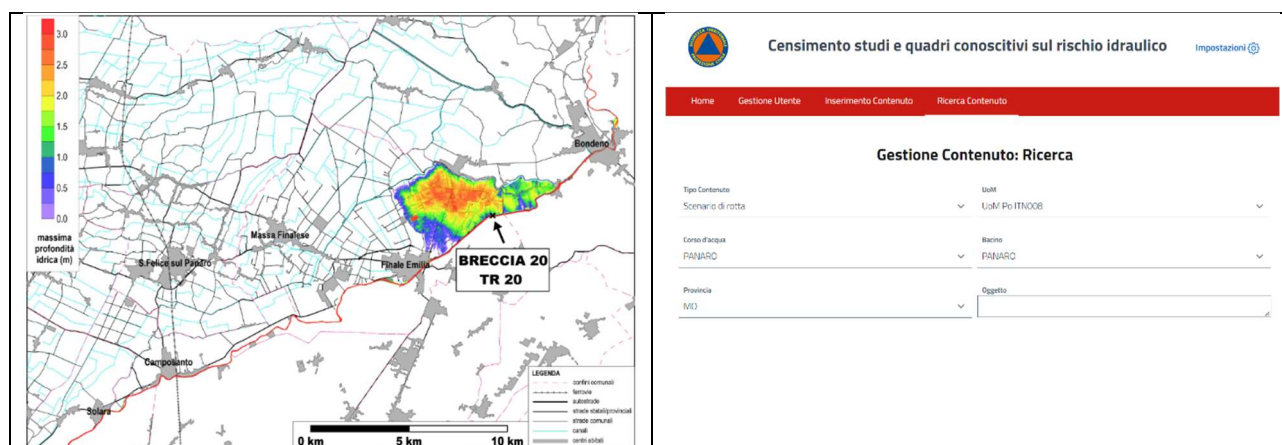 3.0
2.5
2.0
1.5
1.0
0.5
0.0
massima
profondità
idrica (m)
Bondeno
Massa Finalese
S.Felice sul Panaro
Finale Emilia
BRECCIA 20
TR 20
Camposanto
Solara
LEGENDA
confini comunali
ferrovie
autostrade
strade statali/provinciali
strade comunali
canali
centri abitati
0 km 5 km 10 km
Censimento studi e quadri conoscitivi sul rischio idraulico
Impostazioni
Home Gestione Utente Inserimento Contenuto Ricerca Contenuto
Gestione Contenuto: Ricerca
Tipo Contenuto UoM
Scenario di rotta UoM Po ITN008
Corso d'acqua Bacino
PANARO PANARO
Provincia Oggetto
MO